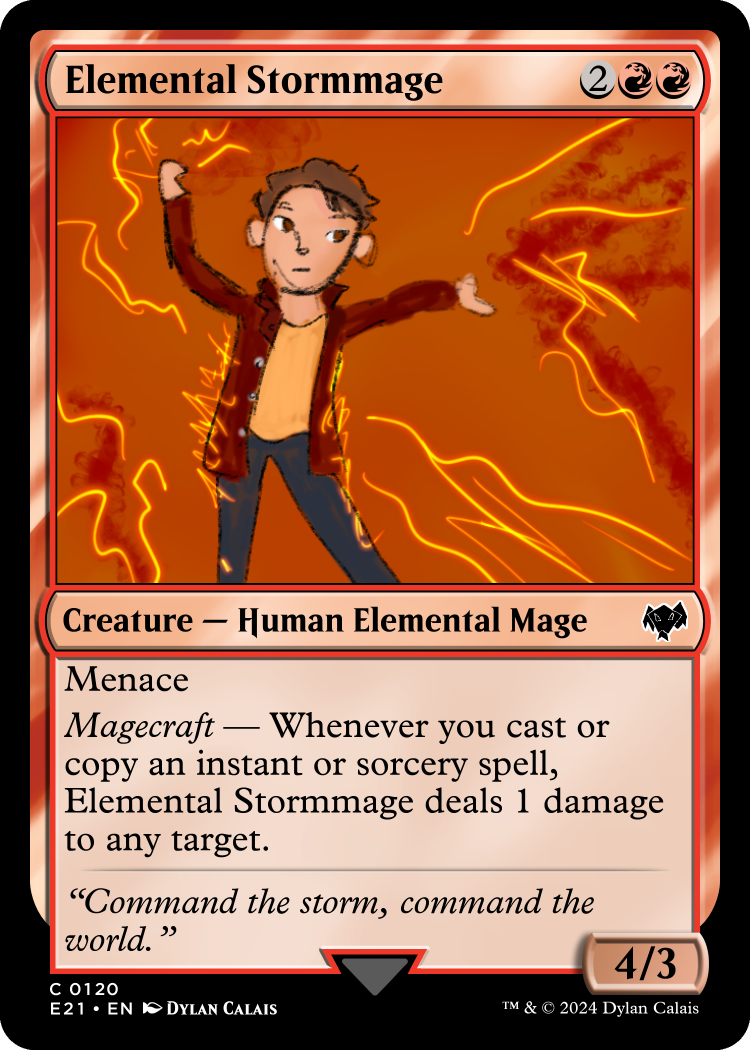 Elemental Stormmage 2
Creature — Human Elemental Mage
Menace
Magecraft — Whenever you cast or
copy an instant or sorcery spell,
Elemental Stormmage deals 1 damage
to any target.
“Command the storm, command the
world.”
4/3
C 0120
E21 • EN DYLAN CALAIS
™ & © 2024 Dylan Calais